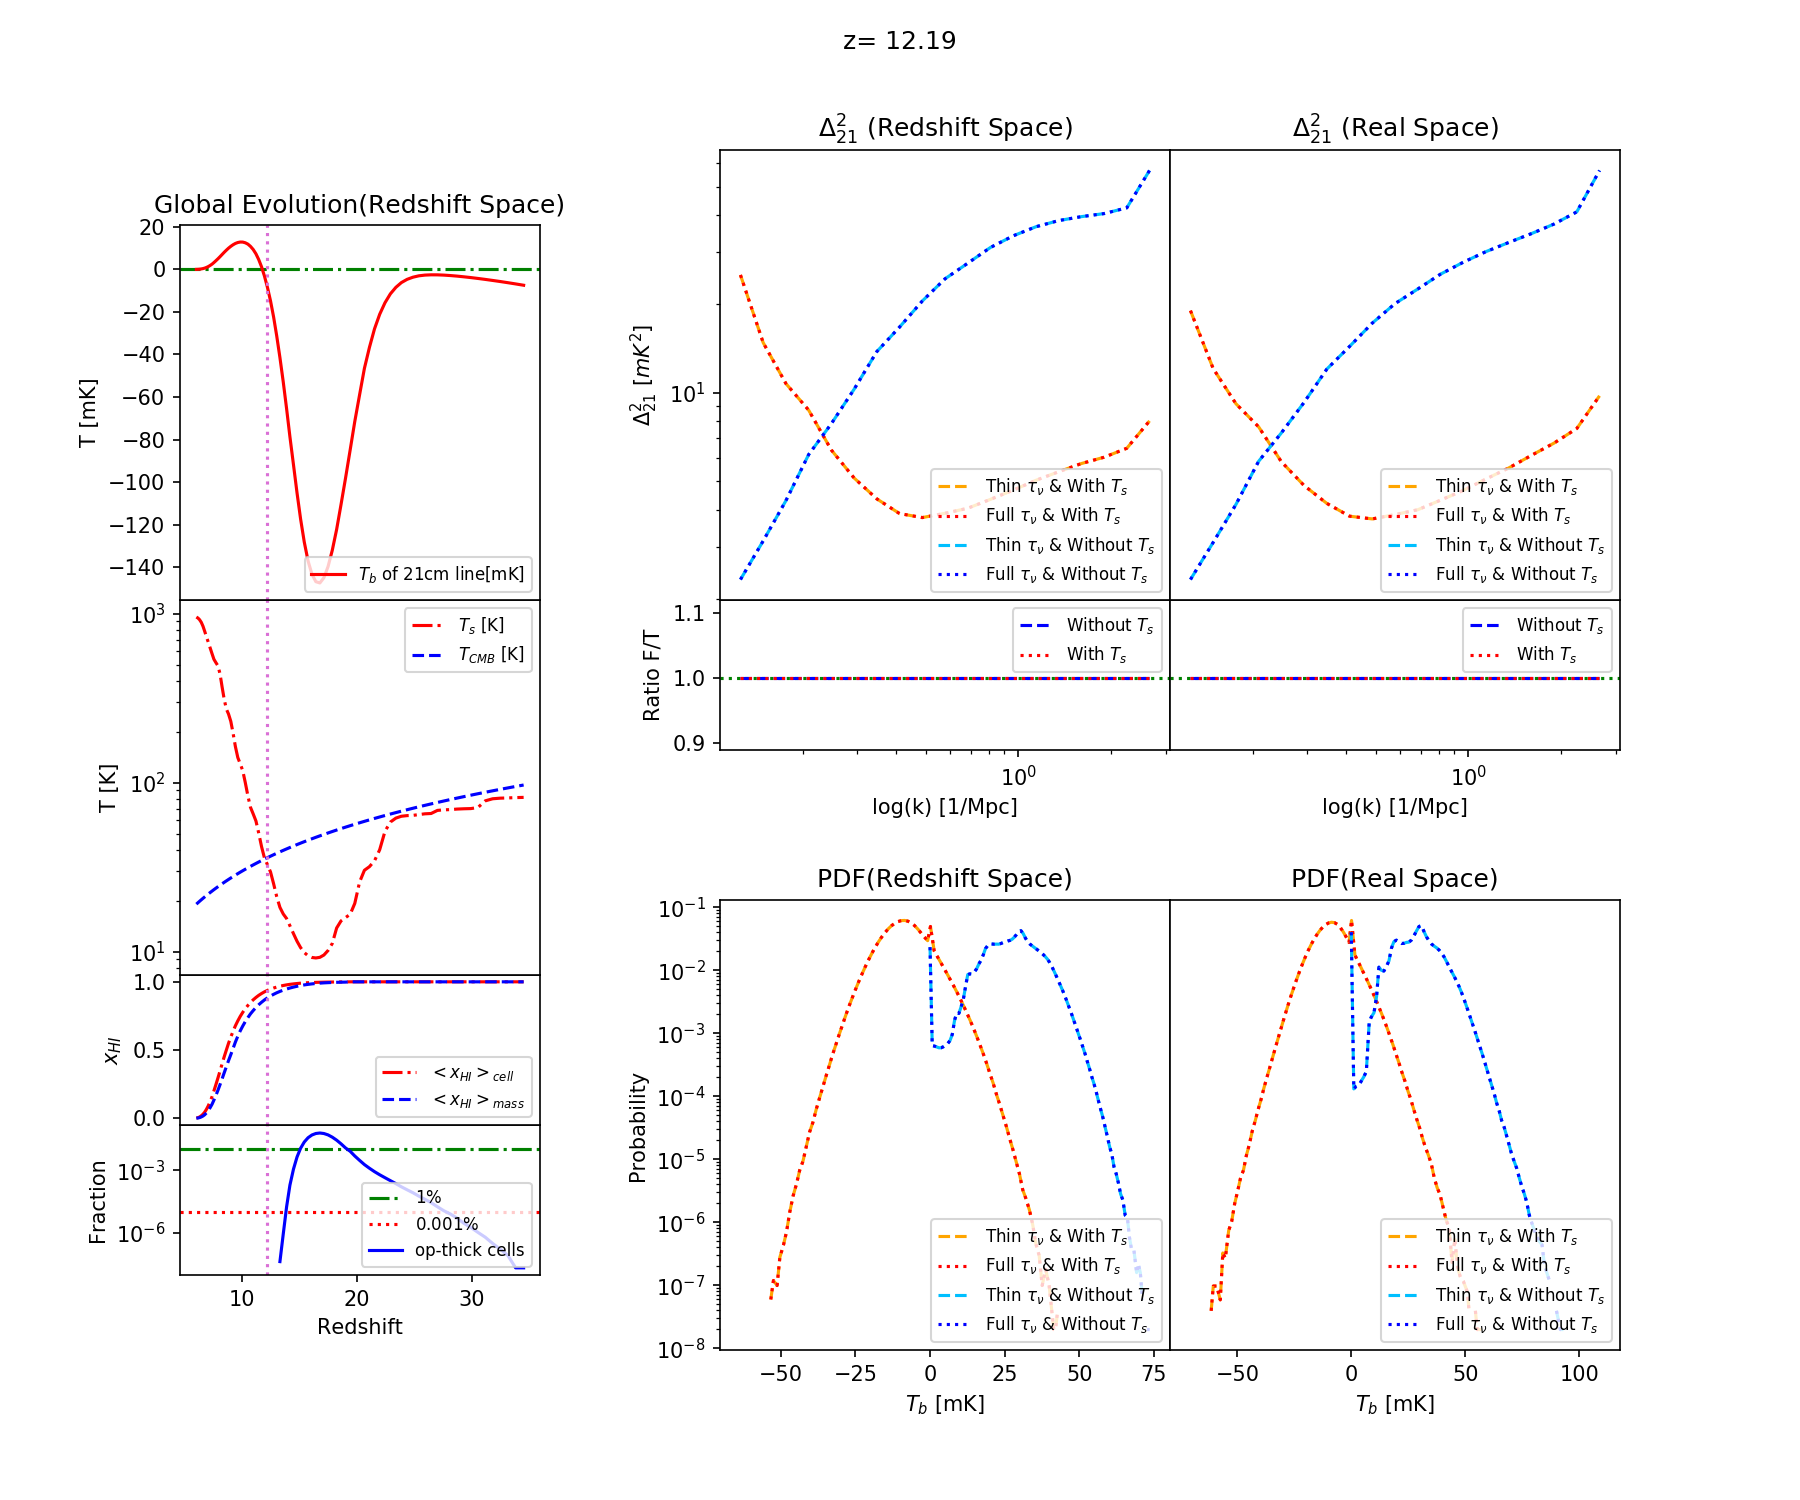 z= 12.19
Global Evolution(Redshift Space)
20
0
−20
−40
−60
−80
−100
−120
−140
T [mK]
T_b of 21cm line[mK]
10^3
10^2
10^1
T [K]
T_s [K]
T_CMB [K]
1.0
0.5
0.0
x_HI
< x_HI >_cell
< x_HI >_mass
10^−3
10^−6
Fraction
1%
0.001%
op-thick cells
10 20 30
Redshift
Δ^2_21 (Redshift Space)
Δ^2_21 (Real Space)
10^1
Δ^2_21 [mK^2]
Thin τ_ν & With T_s
Full τ_ν & With T_s
Thin τ_ν & Without T_s
Full τ_ν & Without T_s
Thin τ_ν & With T_s
Full τ_ν & With T_s
Thin τ_ν & Without T_s
Full τ_ν & Without T_s
1.1
1.0
0.9
Ratio F/T
Without T_s
With T_s
Without T_s
With T_s
10^0
10^0
log(k) [1/Mpc]
log(k) [1/Mpc]
PDF(Redshift Space)
PDF(Real Space)
10^−1
10^−2
10^−3
10^−4
10^−5
10^−6
10^−7
10^−8
Probability
Thin τ_ν & With T_s
Full τ_ν & With T_s
Thin τ_ν & Without T_s
Full τ_ν & Without T_s
Thin τ_ν & With T_s
Full τ_ν & With T_s
Thin τ_ν & Without T_s
Full τ_ν & Without T_s
−50 −25 0 25 50 75
−50 0 50 100
T_b [mK]
T_b [mK]